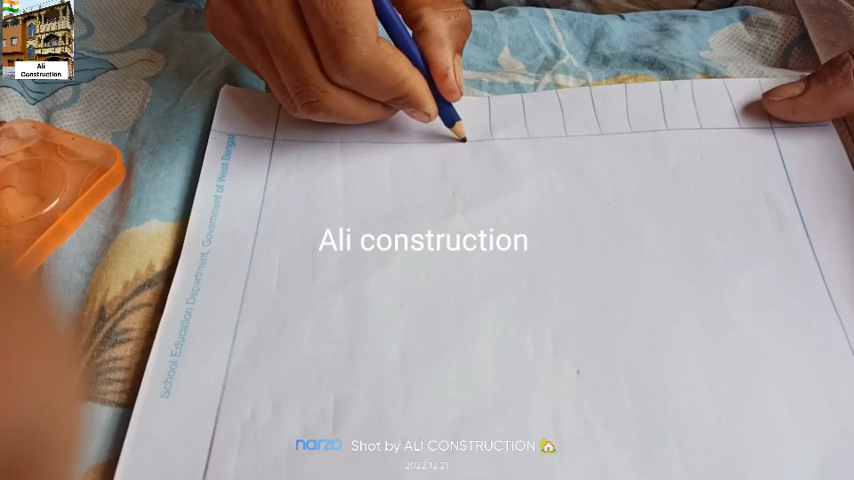 Ali
Construction
School Education Department, Government of West Bengal
Ali construction
narzo Shot by ALI CONSTRUCTION 🏡
2022.12.21